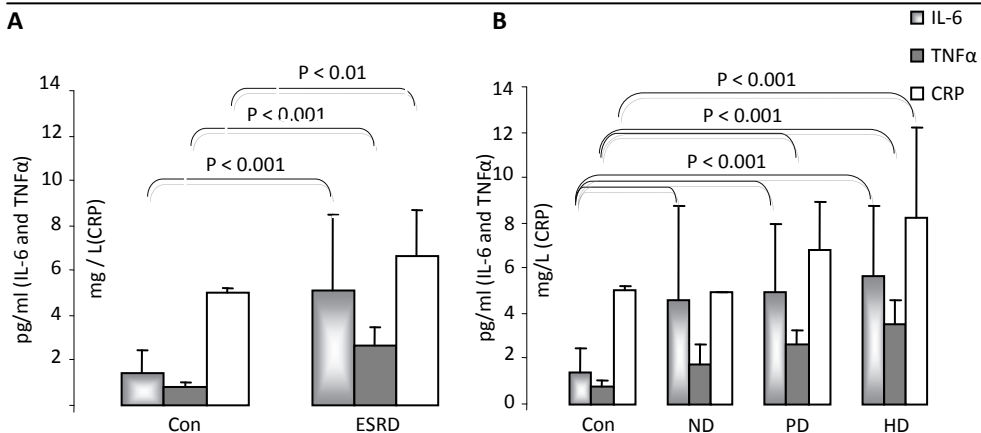 A
P < 0.01
P < 0.001
P < 0.001
pg/ml (IL-6 and TNFα)
mg / L(CRP)
14
12
10
8
6
4
2
Con
ESRD
B
IL-6
TNFα
CRP
P < 0.001
P < 0.001
P < 0.001
pg/ml (IL-6 and TNFα)
mg/L (CRP)
14
12
10
8
6
4
2
0
Con
ND
PD
HD